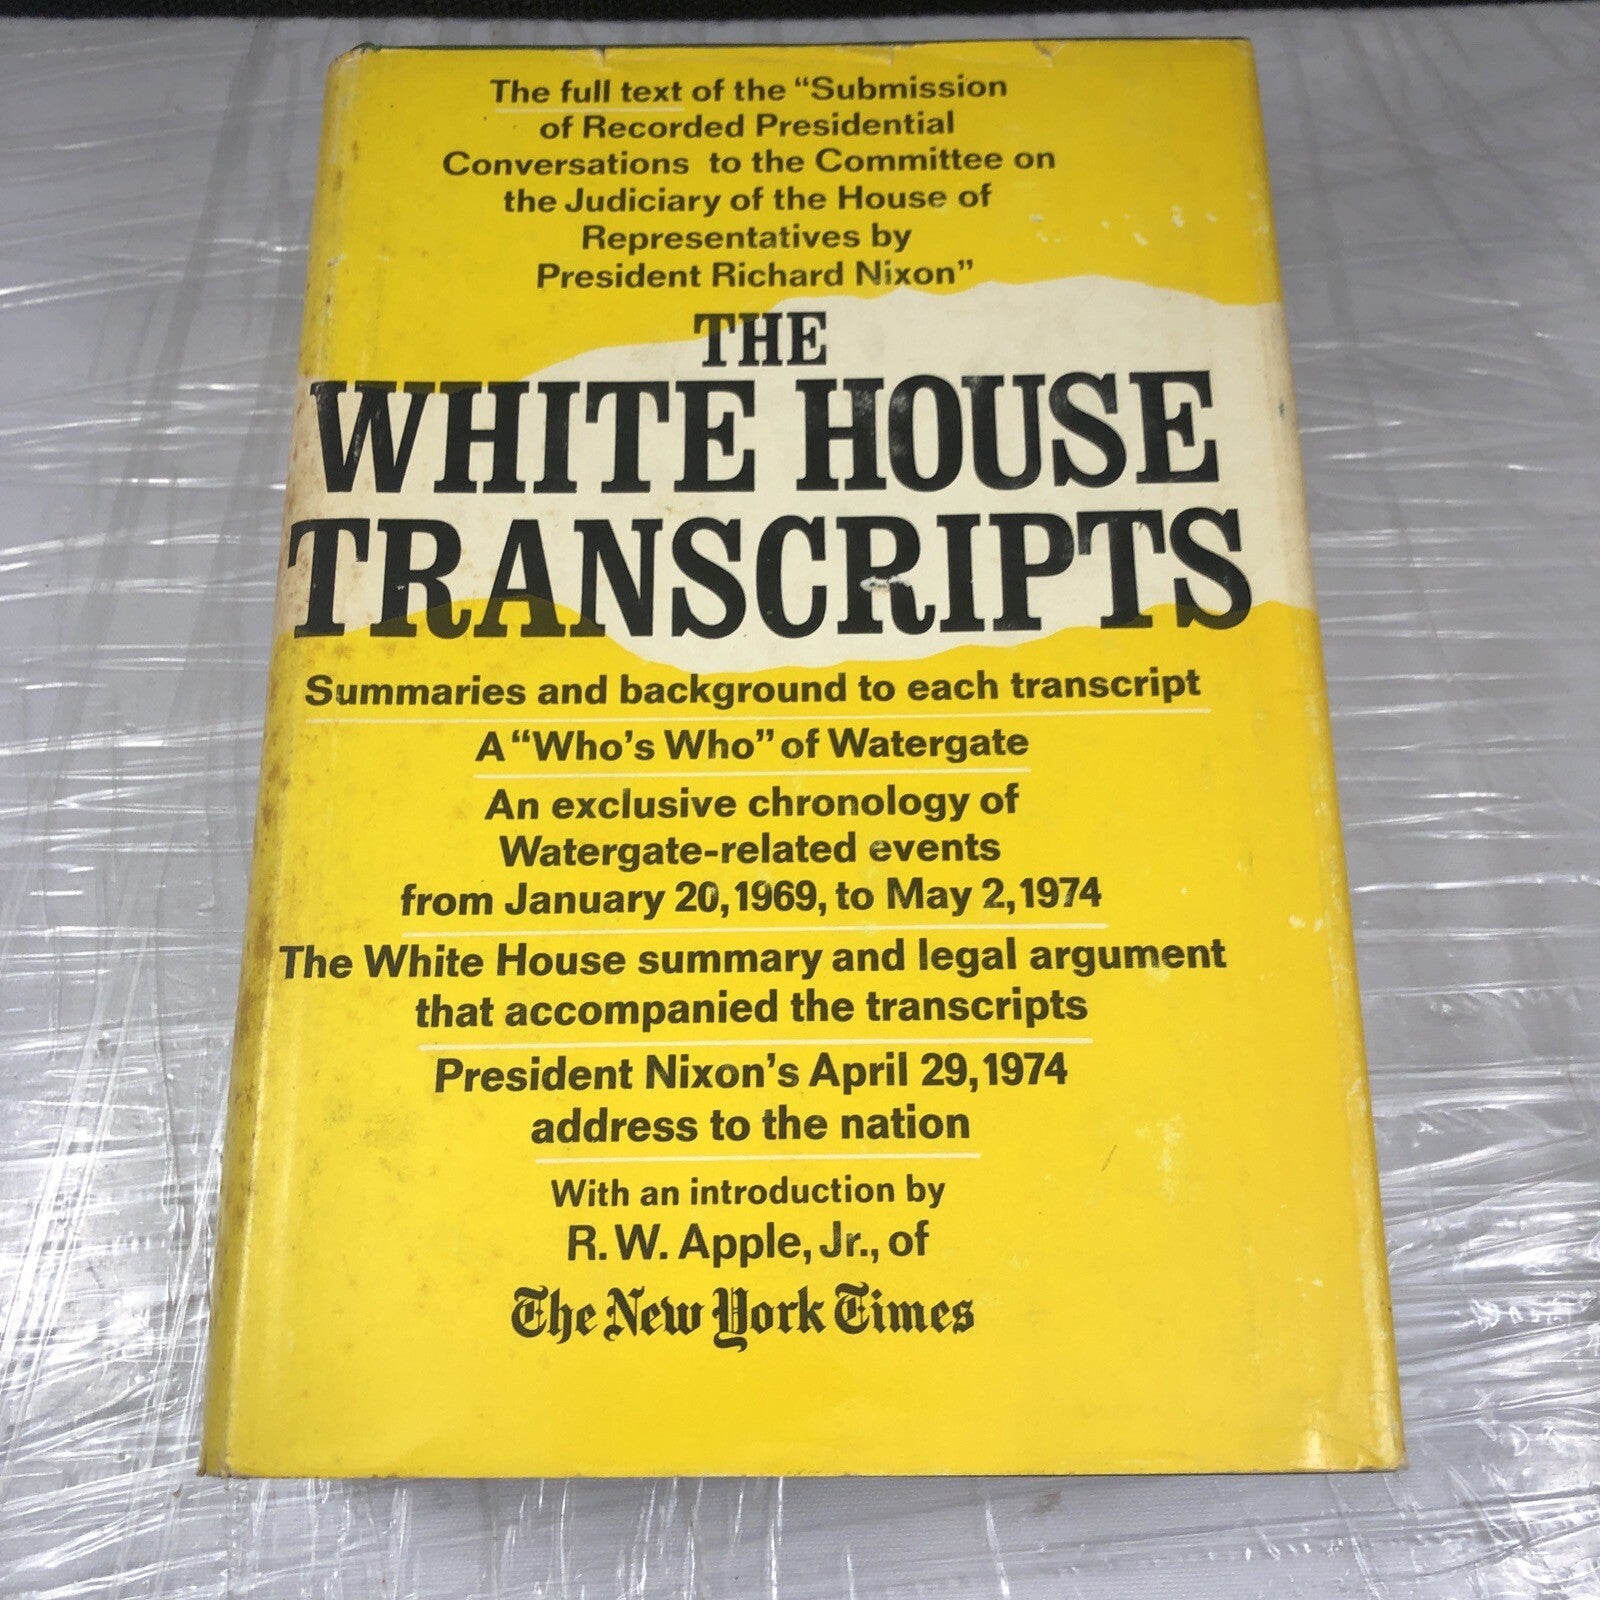 The full text of the “Submission
of Recorded Presidential
Conversations to the Committee on
the Judiciary of the House of
Representatives by
President Richard Nixon”
THE
WHITE HOUSE
TRANSCRIPTS
Summaries and background to each transcript
A “Who’s Who” of Watergate
An exclusive chronology of
Watergate-related events
from January 20, 1969, to May 2, 1974
The White House summary and legal argument
that accompanied the transcripts
President Nixon’s April 29, 1974
address to the nation
With an introduction by
R. W. Apple, Jr., of
The New York Times